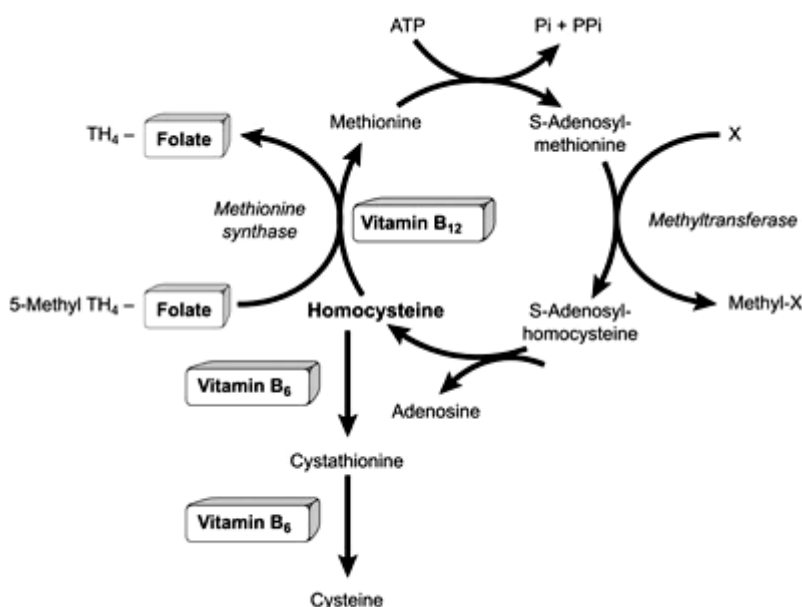 ATP
Pi + PPi
TH₄ – Folate
Methionine
S-Adenosyl-
methionine
X
Methionine
synthase
Vitamin B₁₂
Methyltransferase
5-Methyl TH₄ – Folate
Homocysteine
S-Adenosyl-
homocysteine
Methyl-X
Vitamin B₆
Adenosine
Cystathionine
Vitamin B₆
Cysteine